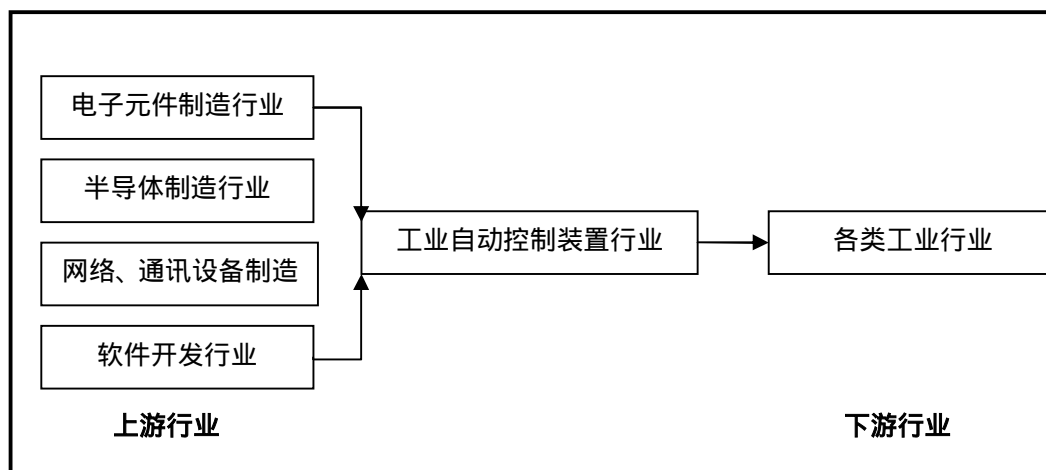 电子元件制造行业
半导体制造行业
工业自动控制装置行业
各类工业行业
网络、通讯设备制造
软件开发行业
上游行业
下游行业